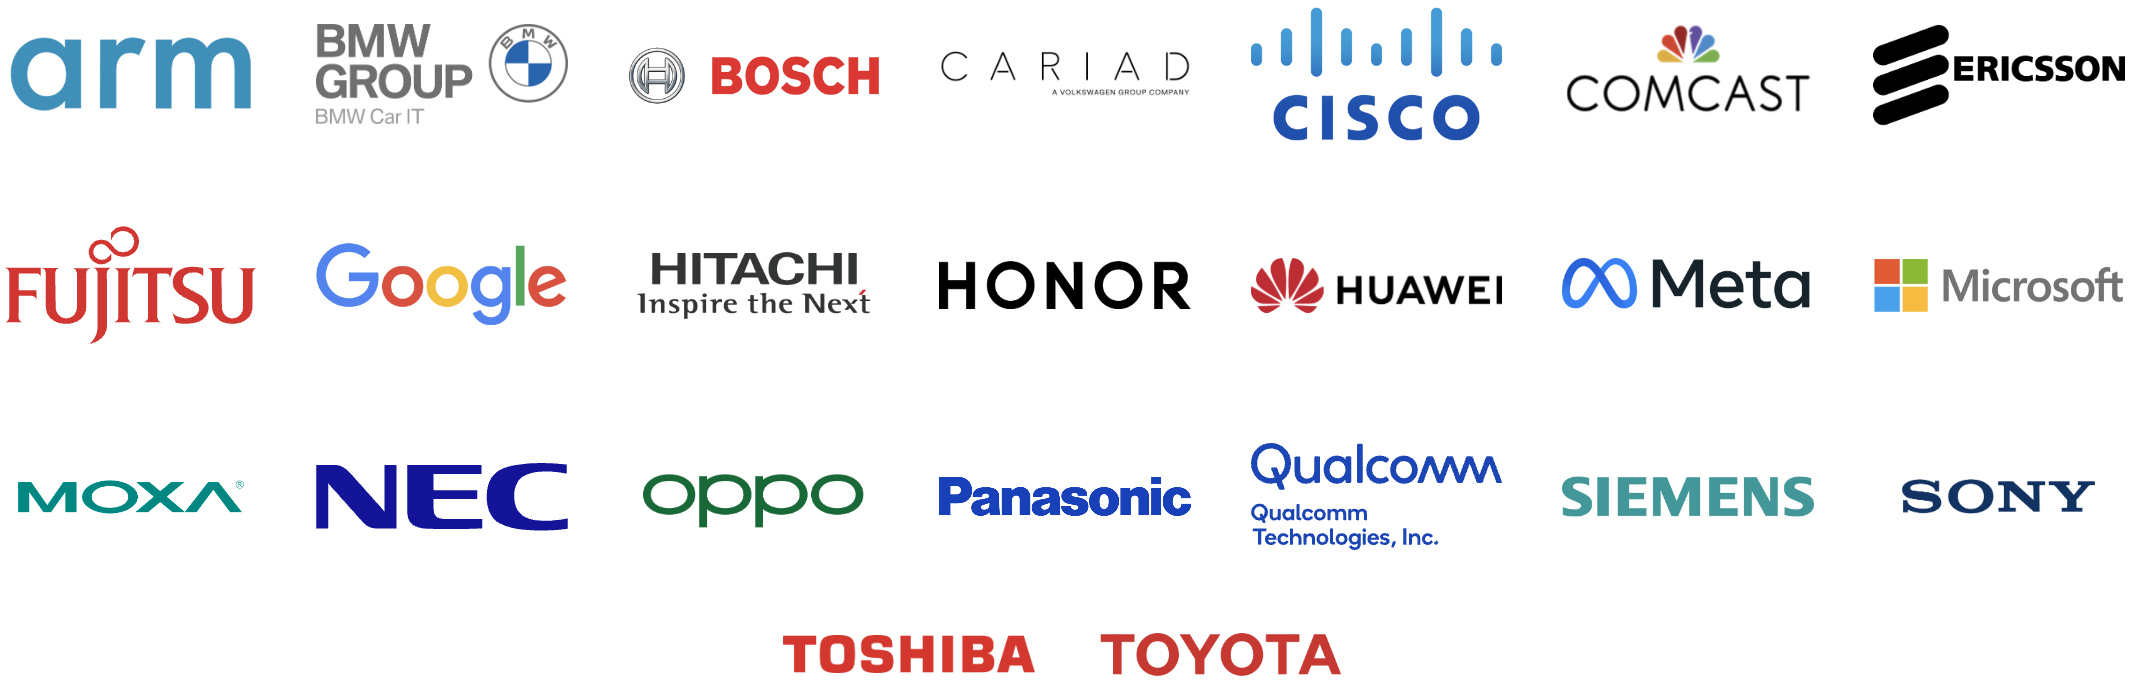 arm
BMW
GROUP
BMW Car IT
BMW
BOSCH
CARIAD
A VOLKSWAGEN GROUP COMPANY
CISCO
COMCAST
ERICSSON
FUJITSU
Google
HITACHI
Inspire the Next
HONOR
HUAWEI
Meta
Microsoft
MOXA®
NEC
oppo
Panasonic
Qualcomm
Qualcomm
Technologies, Inc.
SIEMENS
SONY
TOSHIBA
TOYOTA